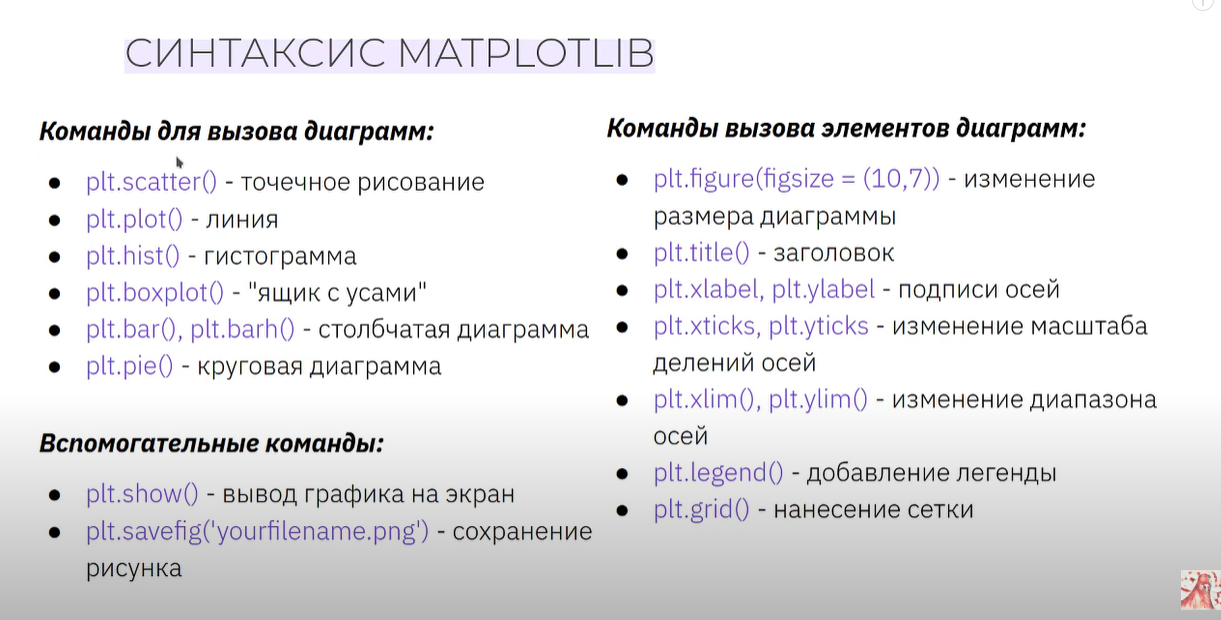 СИНТАКСИС MATPLOTLIB
Команды для вызова диаграмм:
● plt.scatter() - точечное рисование
● plt.plot() - линия
● plt.hist() - гистограмма
● plt.boxplot() - "ящик с усами"
● plt.bar(), plt.barh() - столбчатая диаграмма
● plt.pie() - круговая диаграмма
Вспомогательные команды:
● plt.show() - вывод графика на экран
● plt.savefig('yourfilename.png') - сохранение
рисунка
Команды вызова элементов диаграмм:
● plt.figure(figsize = (10,7)) - изменение
размера диаграммы
● plt.title() - заголовок
● plt.xlabel, plt.ylabel - подписи осей
● plt.xticks, plt.yticks - изменение масштаба
делений осей
● plt.xlim(), plt.ylim() - изменение диапазона
осей
● plt.legend() - добавление легенды
● plt.grid() - нанесение сетки